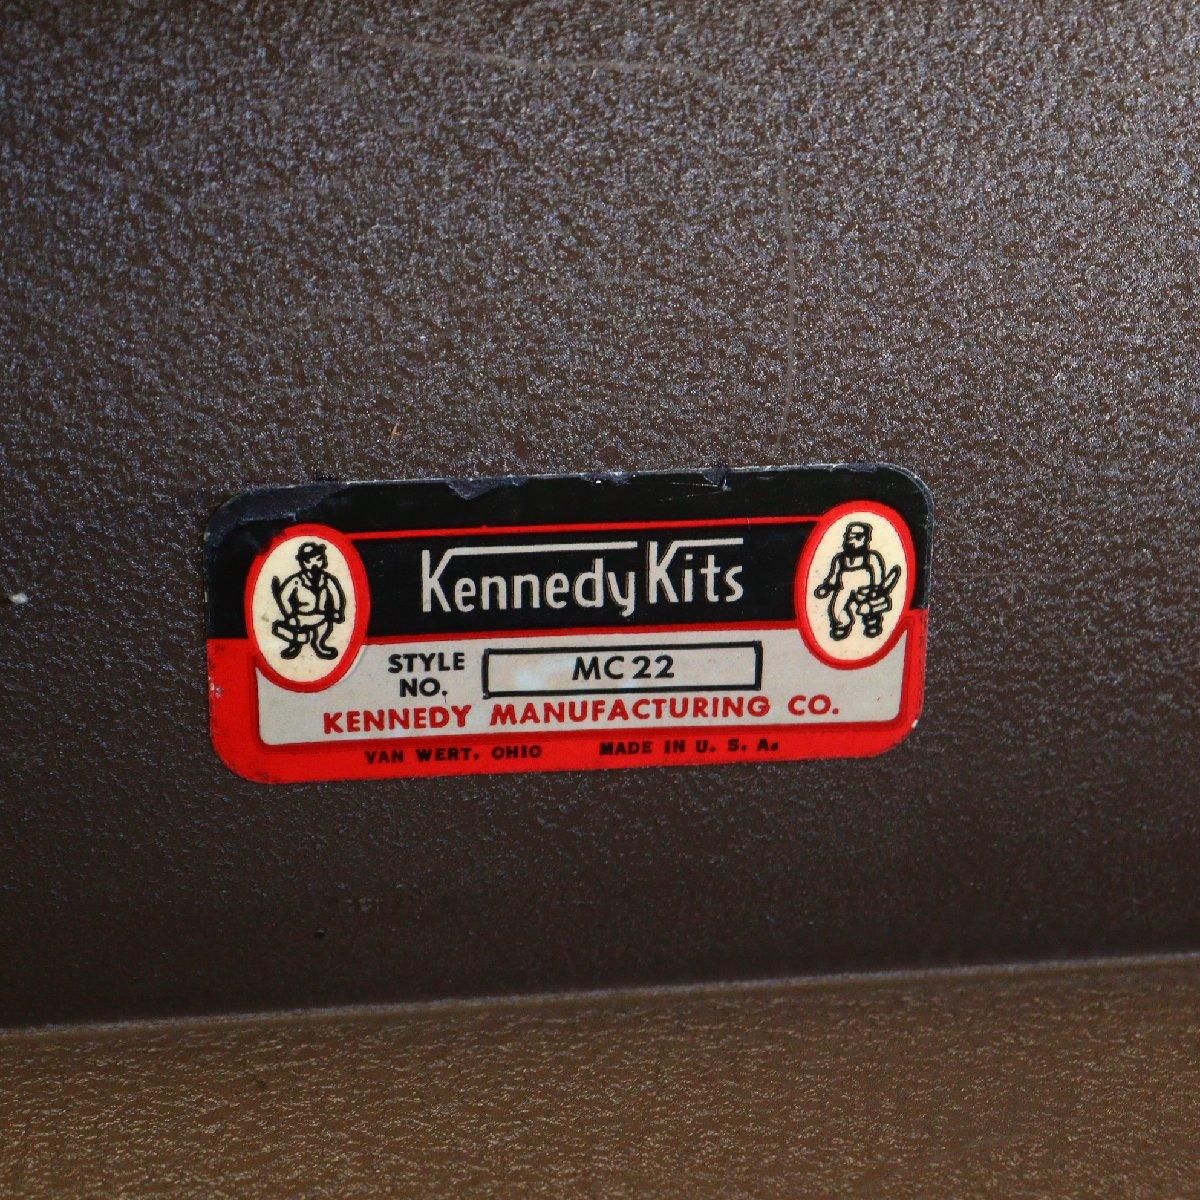 Kennedy Kits
STYLE NO. MC22
KENNEDY MANUFACTURING CO.
VAN WERT, OHIO MADE IN U. S. A.